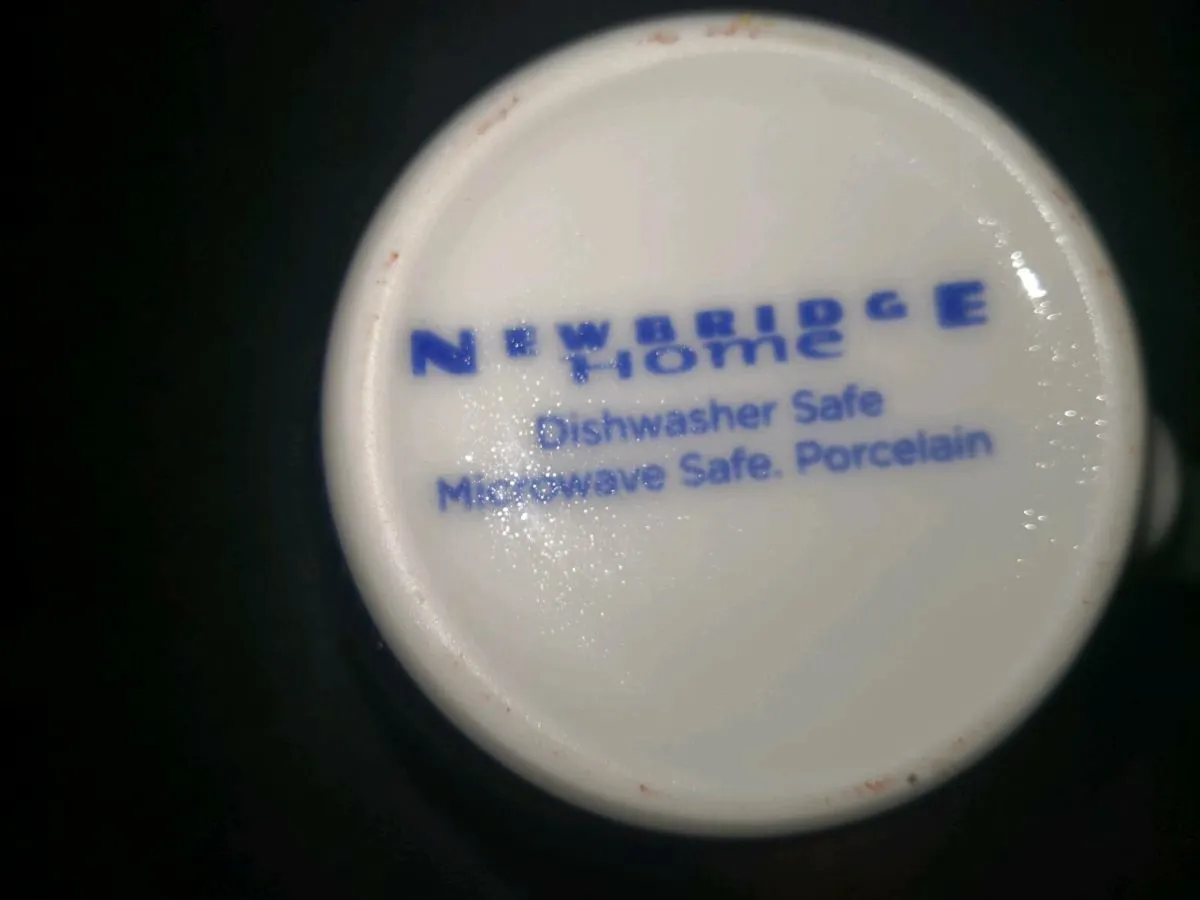 NEWBRIDGE
Home
Dishwasher Safe
Microwave Safe. Porcelain